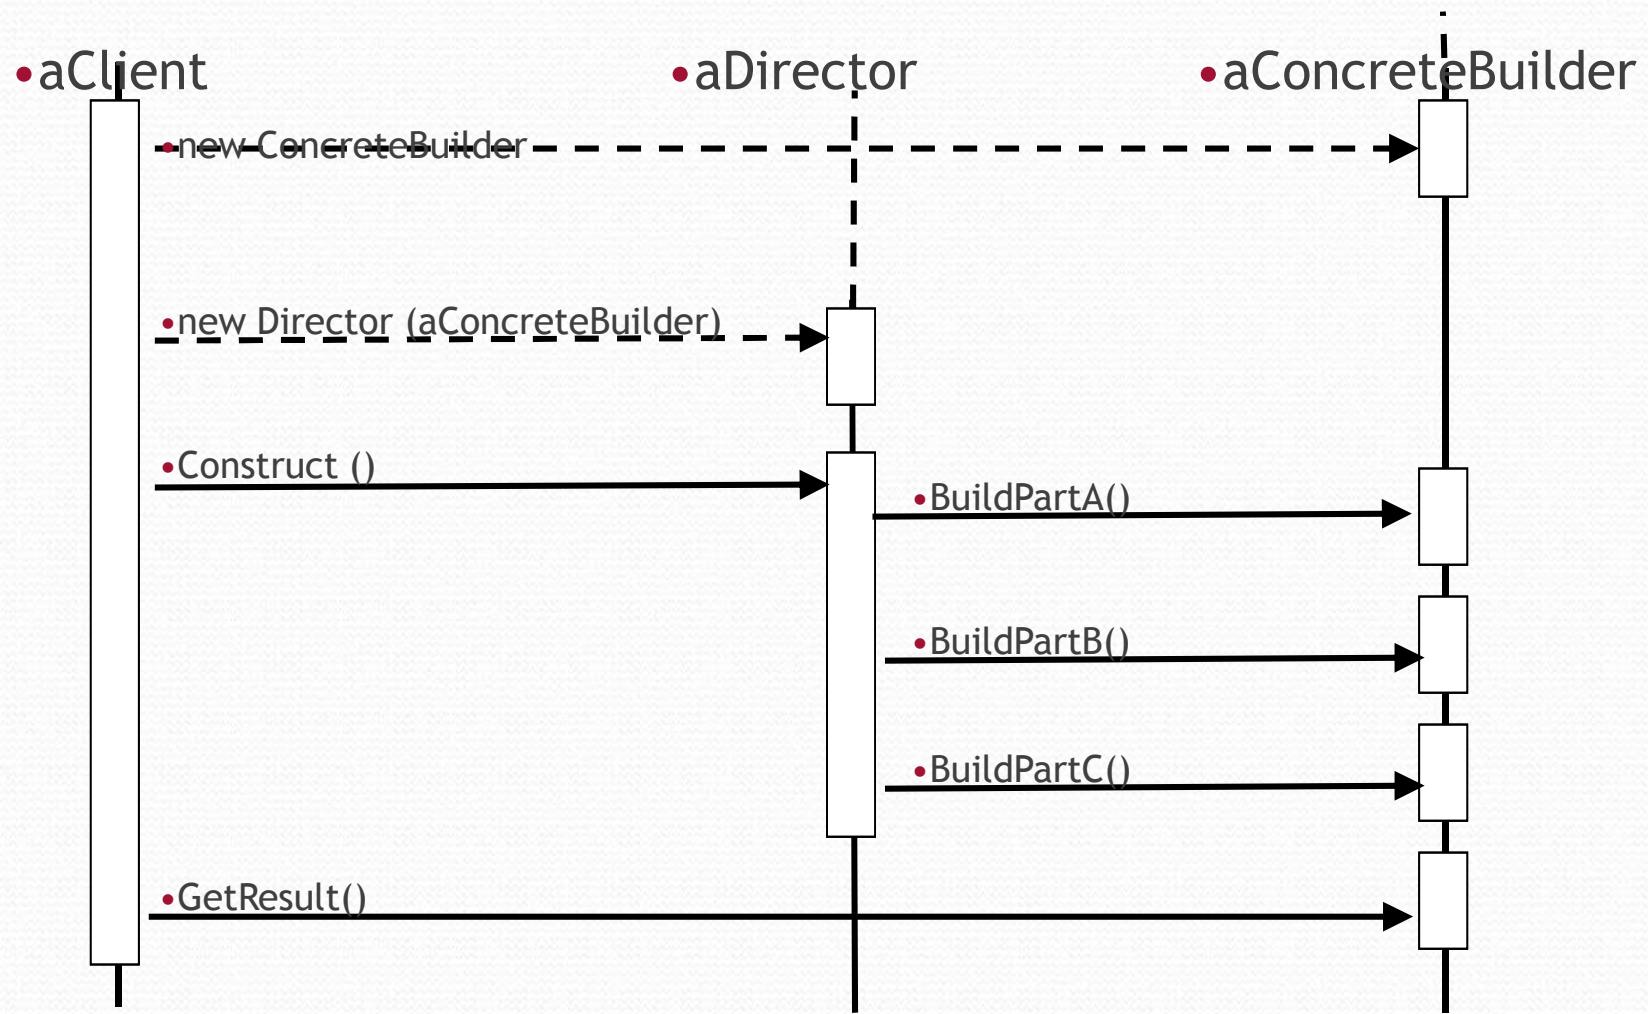 •aClient
•aDirector
•aConcreteBuilder
•new ConcreteBuilder
•new Director (aConcreteBuilder)
•Construct ()
•BuildPartA()
•BuildPartB()
•BuildPartC()
•GetResult()